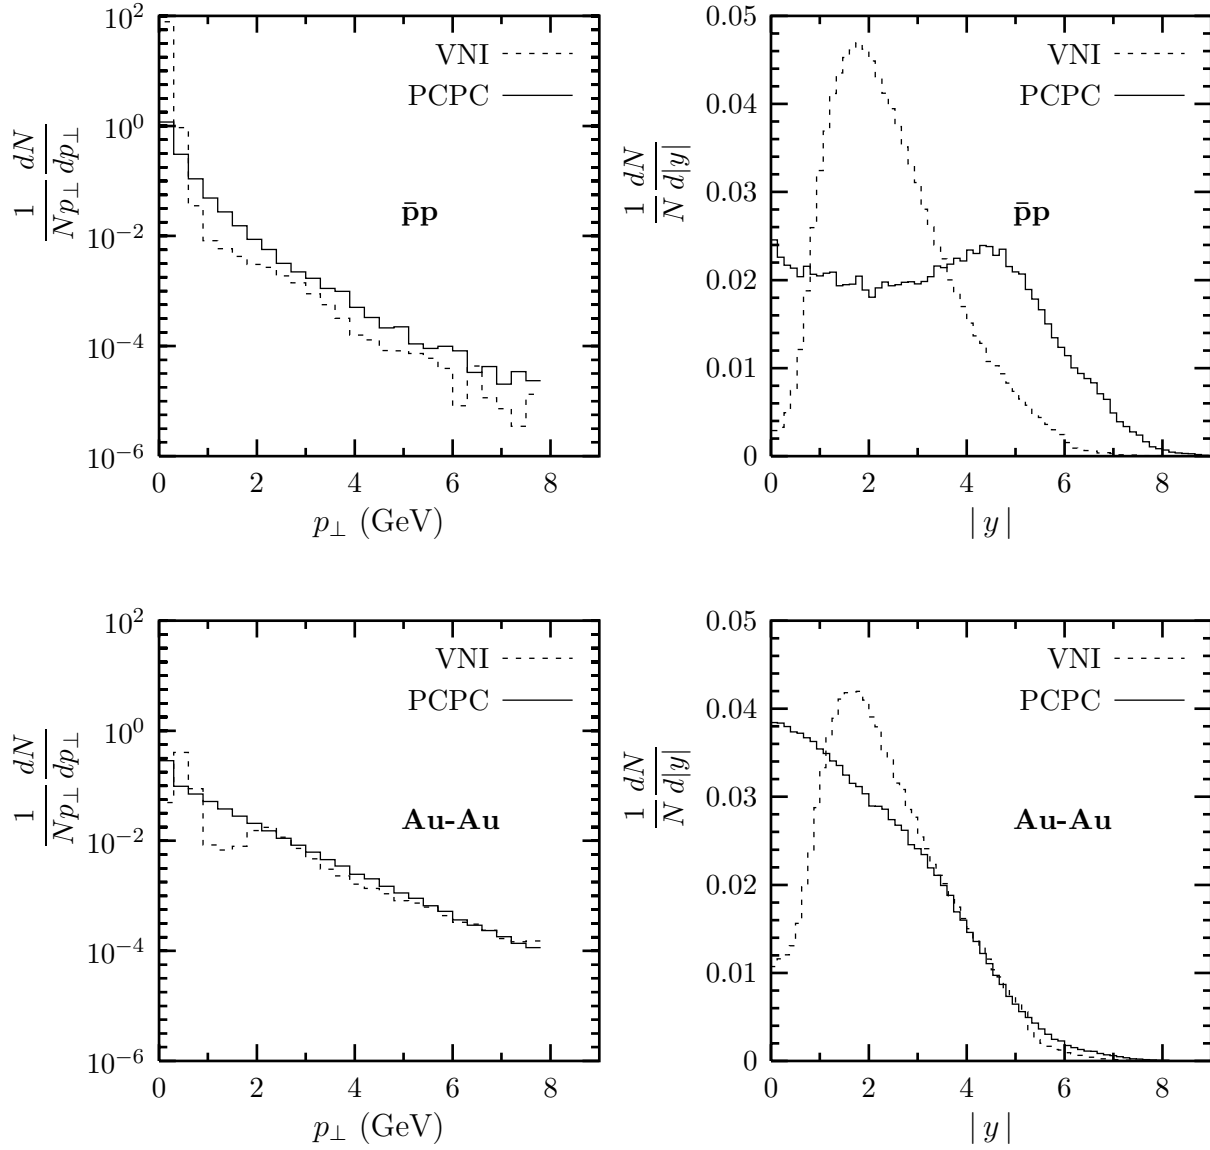 10^2
10^0
10^−2
10^−4
10^−6
0 2 4 6 8
1 dN
Np⊥ dp⊥
p⊥ (GeV)
VNI
PCPC
p̄p
0.05
0.04
0.03
0.02
0.01
0
0 2 4 6 8
1 dN
N d|y|
| y |
VNI
PCPC
p̄p
10^2
10^0
10^−2
10^−4
10^−6
0 2 4 6 8
1 dN
Np⊥ dp⊥
p⊥ (GeV)
VNI
PCPC
Au-Au
0.05
0.04
0.03
0.02
0.01
0
0 2 4 6 8
1 dN
N d|y|
| y |
VNI
PCPC
Au-Au